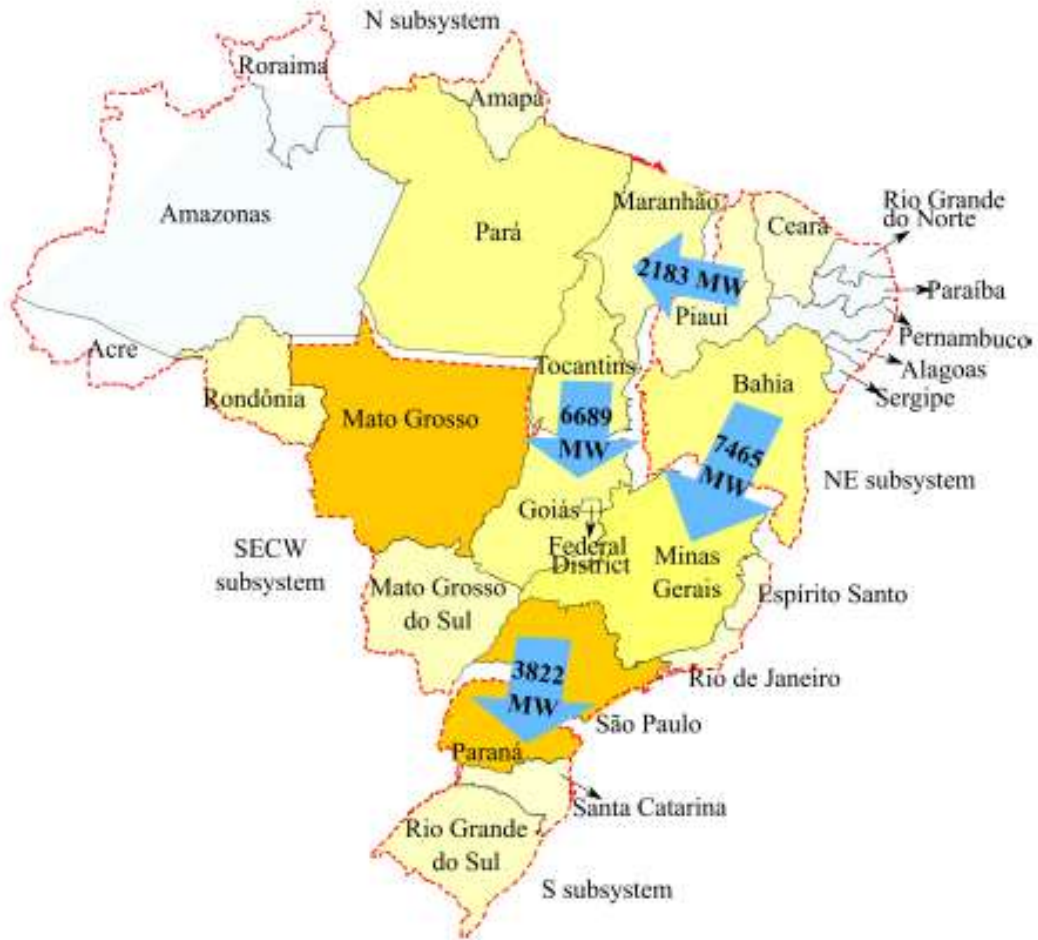 N subsystem
Roraima
Amapá
Amazonas
Pará
Maranhão
Ceará
Rio Grande
do Norte
2183 MW
Paraíba
Piauí
Pernambuco
Acre
Tocantins
Alagoas
Rondônia
Bahia
Sergipe
Mato Grosso
6689
MW
7465
MW
NE subsystem
Goiás
Federal
District
SECW
subsystem
Minas
Gerais
Mato Grosso
do Sul
Espírito Santo
3822
MW
Rio de Janeiro
São Paulo
Paraná
Santa Catarina
Rio Grande
do Sul
S subsystem